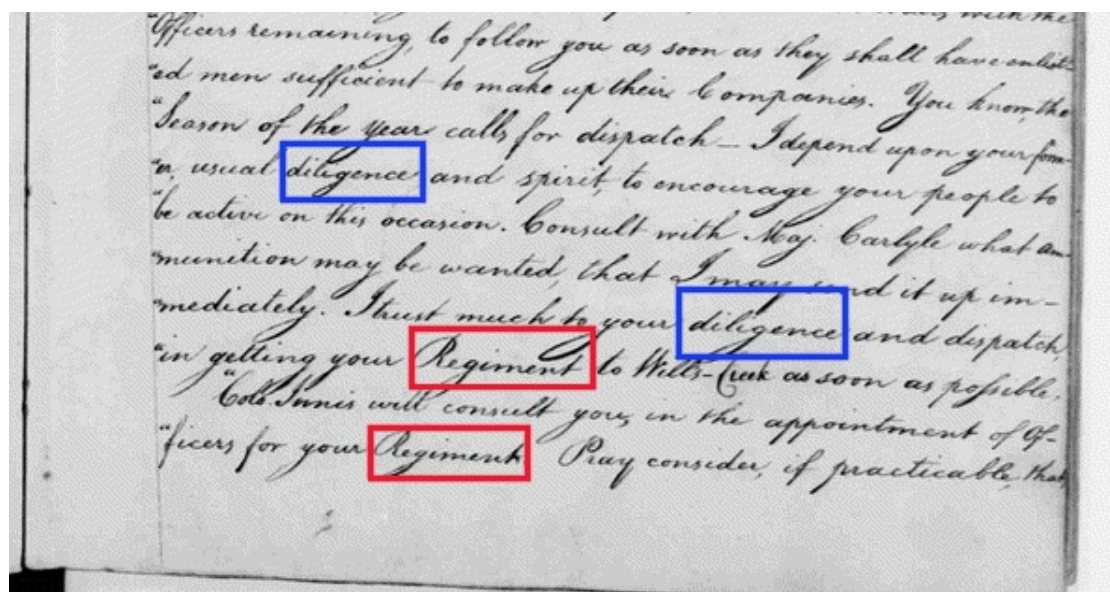 with the
"Officers remaining, to follow you as soon as they shall have enlist-
"ed men sufficient to make up their Companies. You know, the
"Season of the year calls for dispatch — I depend upon your form-
"er, usual diligence and spirit, to encourage your people to
"be active on this occasion. Consult with Maj. Carlyle what am-
"munition may be wanted, that I may send it up im-
"mediately. I trust much to your diligence and dispatch,
"in getting your Regiment to Wills-Creek as soon as possible.
"Colo. Innis will consult you, in the appointment of Of-
"ficers for your Regiment. Pray consider, if practicable, that